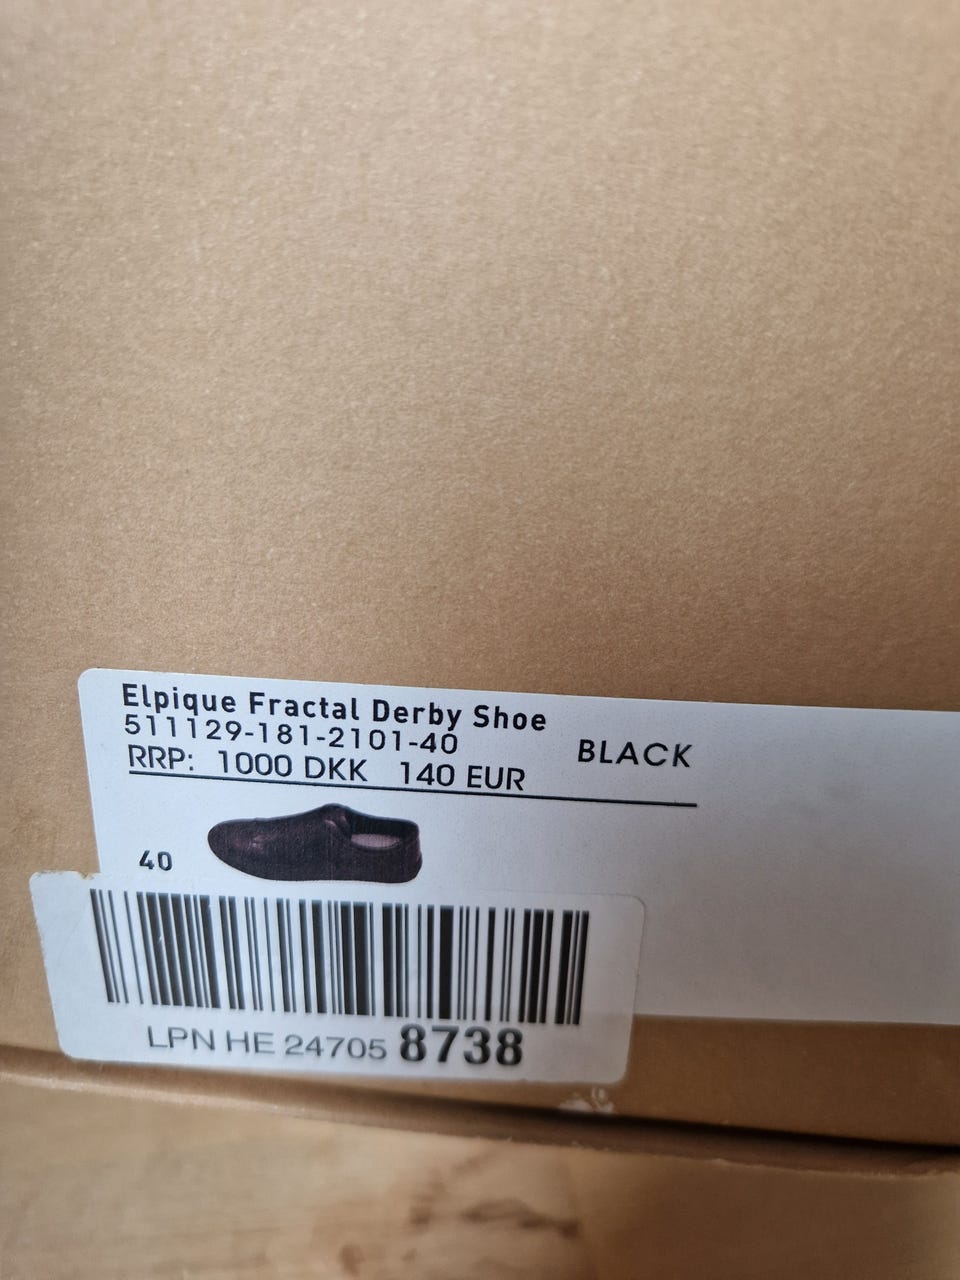 Elpique Fractal Derby Shoe
511129-181-2101-40
BLACK
RRP: 1000 DKK 140 EUR
40
LPN HE 24705 8738